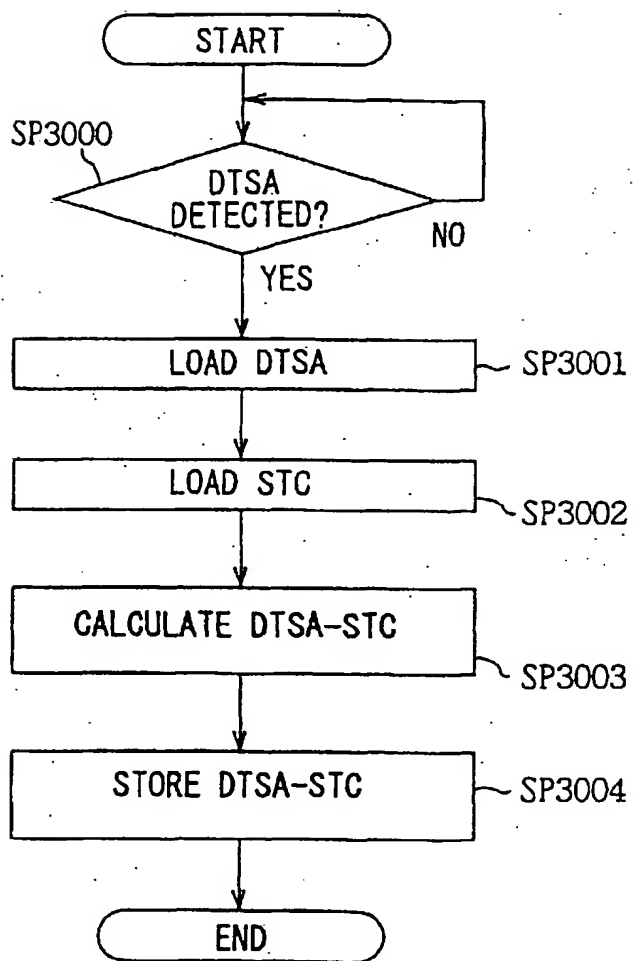 START
SP3000
DTSA
DETECTED?
NO
YES
LOAD DTSA
SP3001
LOAD STC
SP3002
CALCULATE DTSA-STC
SP3003
STORE DTSA-STC
SP3004
END